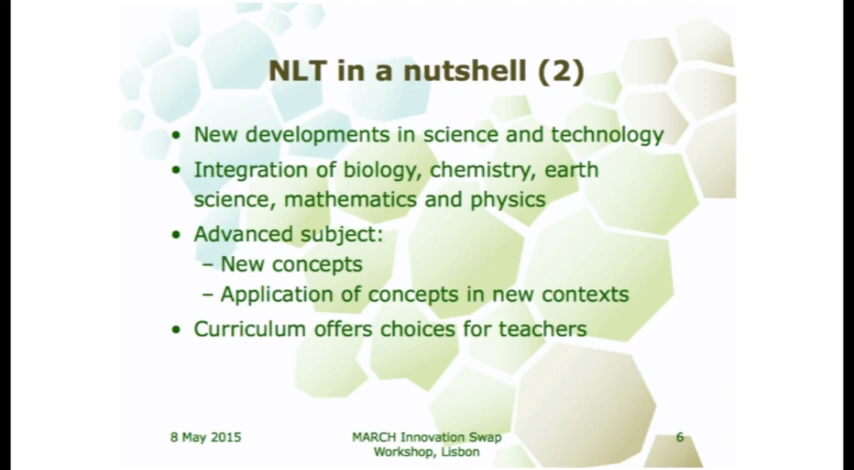 NLT in a nutshell (2)
• New developments in science and technology
• Integration of biology, chemistry, earth
science, mathematics and physics
• Advanced subject:
– New concepts
– Application of concepts in new contexts
• Curriculum offers choices for teachers
8 May 2015
MARCH Innovation Swap
Workshop, Lisbon
6